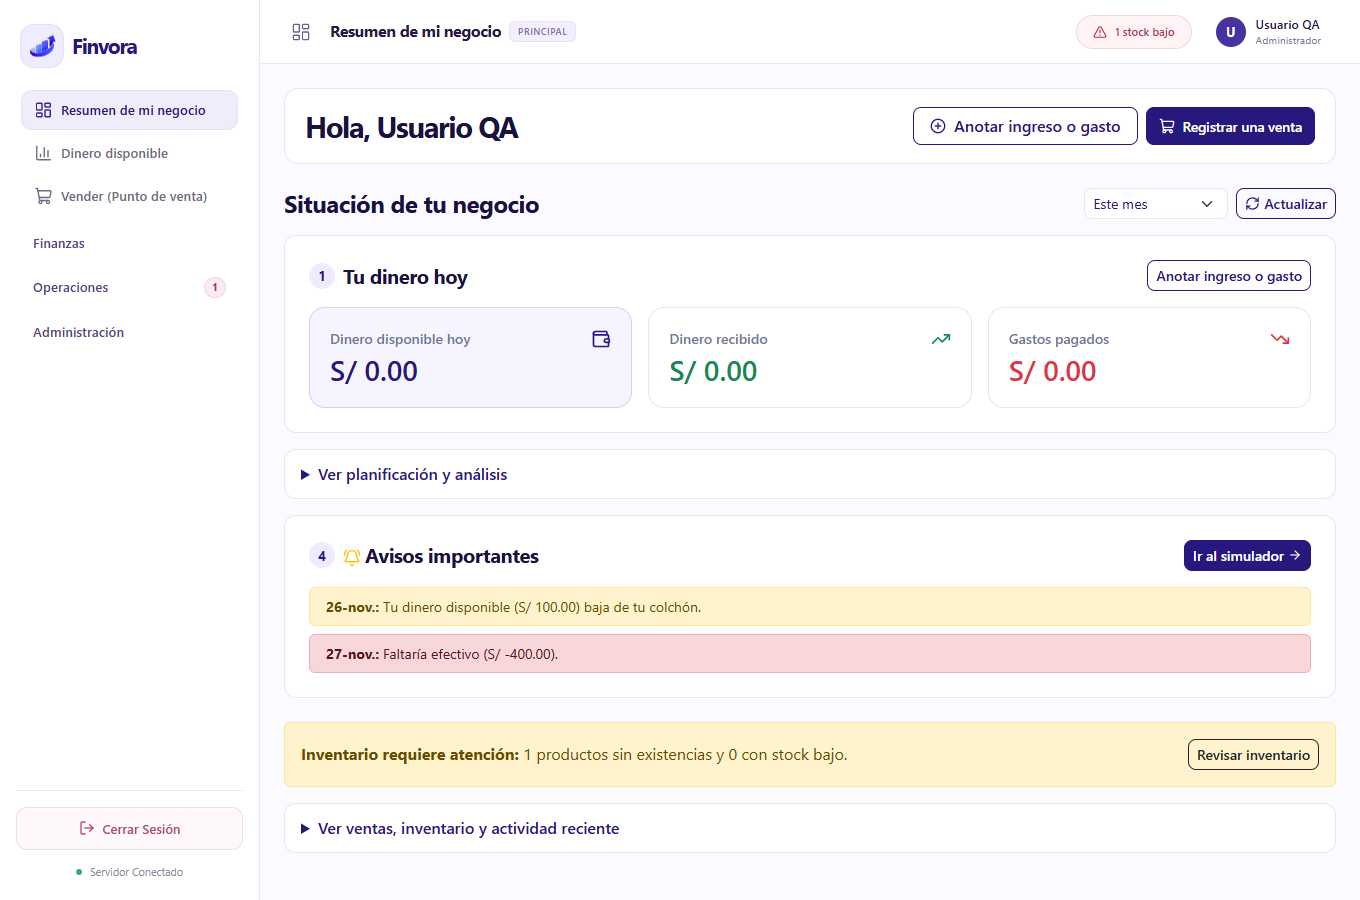 Finvora
Resumen de mi negocio
Dinero disponible
Vender (Punto de venta)
Finanzas
Operaciones 1
Administración
Cerrar Sesión
Servidor Conectado
Resumen de mi negocio PRINCIPAL
1 stock bajo
U
Usuario QA
Administrador
Hola, Usuario QA
Anotar ingreso o gasto
Registrar una venta
Situación de tu negocio
Este mes
Actualizar
1 Tu dinero hoy
Anotar ingreso o gasto
Dinero disponible hoy
S/ 0.00
Dinero recibido
S/ 0.00
Gastos pagados
S/ 0.00
Ver planificación y análisis
4 Avisos importantes
Ir al simulador
26-nov.: Tu dinero disponible (S/ 100.00) baja de tu colchón.
27-nov.: Faltaría efectivo (S/ -400.00).
Inventario requiere atención: 1 productos sin existencias y 0 con stock bajo.
Revisar inventario
Ver ventas, inventario y actividad reciente